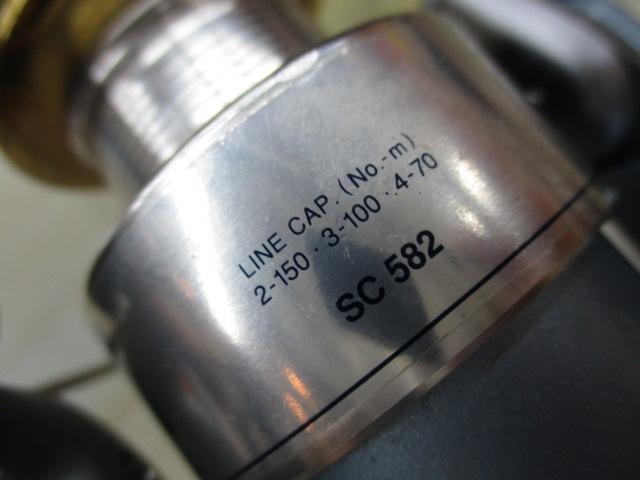 LINE CAP. (No.-m)
2-150 · 3-100 · 4-70
SC 582